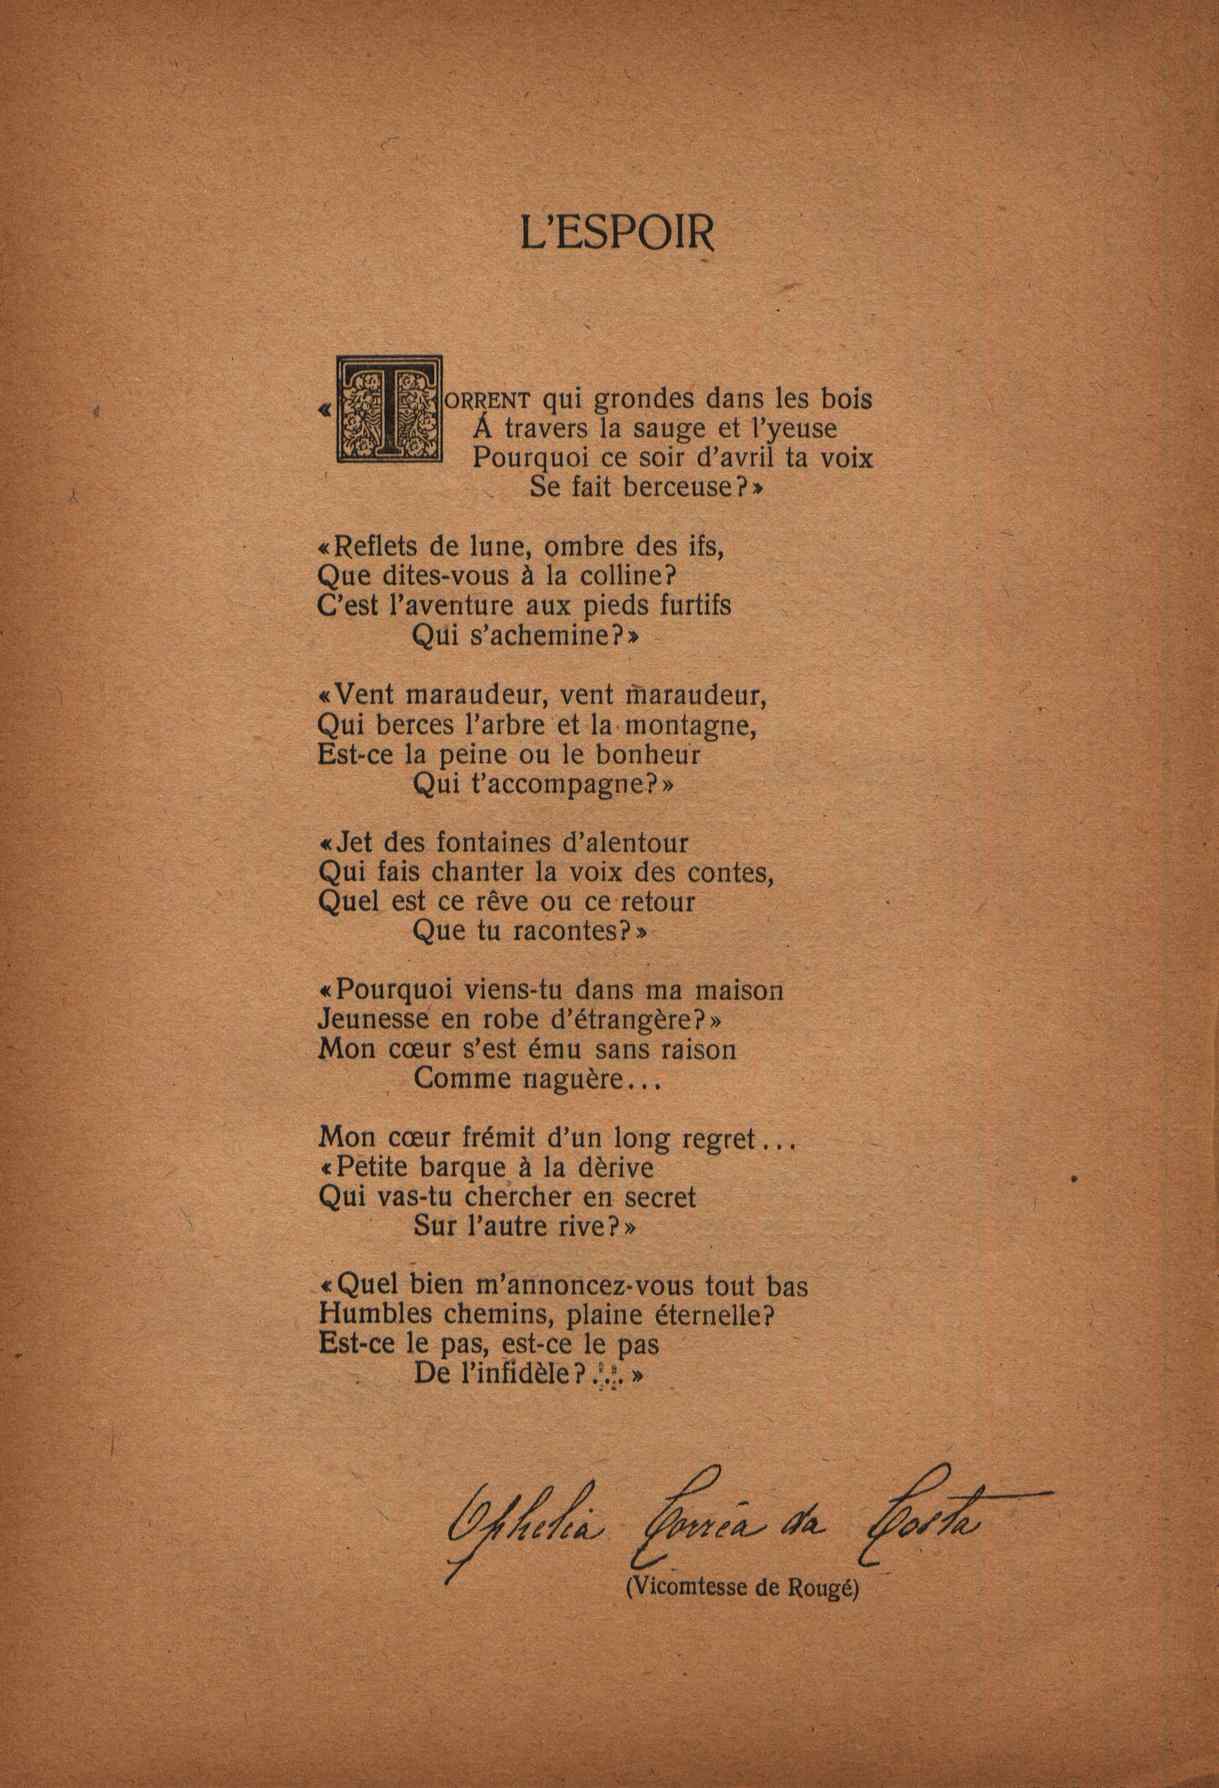 L'ESPOIR
«TORRENT qui grondes dans les bois
Á travers la sauge et l'yeuse
Pourquoi ce soir d'avril ta voix
Se fait berceuse?»
«Reflets de lune, ombre des ifs,
Que dites-vous à la colline?
C'est l'aventure aux pieds furtifs
Qui s'achemine?»
«Vent maraudeur, vent maraudeur,
Qui berces l'arbre et la montagne,
Est-ce la peine ou le bonheur
Qui t'accompagne?»
«Jet des fontaines d'alentour
Qui fais chanter la voix des contes,
Quel est ce rêve ou ce retour
Que tu racontes?»
«Pourquoi viens-tu dans ma maison
Jeunesse en robe d'étrangère?»
Mon cœur s'est ému sans raison
Comme naguère...
Mon cœur frémit d'un long regret...
«Petite barque à la dèrive
Qui vas-tu chercher en secret
Sur l'autre rive?»
«Quel bien m'annoncez-vous tout bas
Humbles chemins, plaine éternelle?
Est-ce le pas, est-ce le pas
De l'infidèle?...»
Ophelia Corrêa da Costa
(Vicomtesse de Rougé)